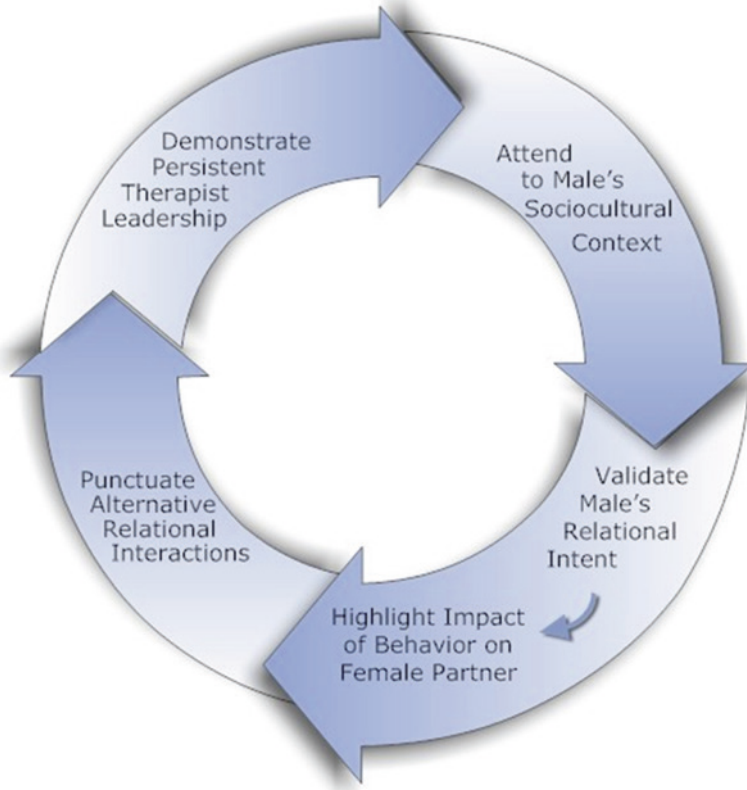 Demonstrate
Persistent
Therapist
Leadership
Attend
to Male's
Sociocultural
Context
Validate
Male's
Relational
Intent
Highlight Impact
of Behavior on
Female Partner
Punctuate
Alternative
Relational
Interactions